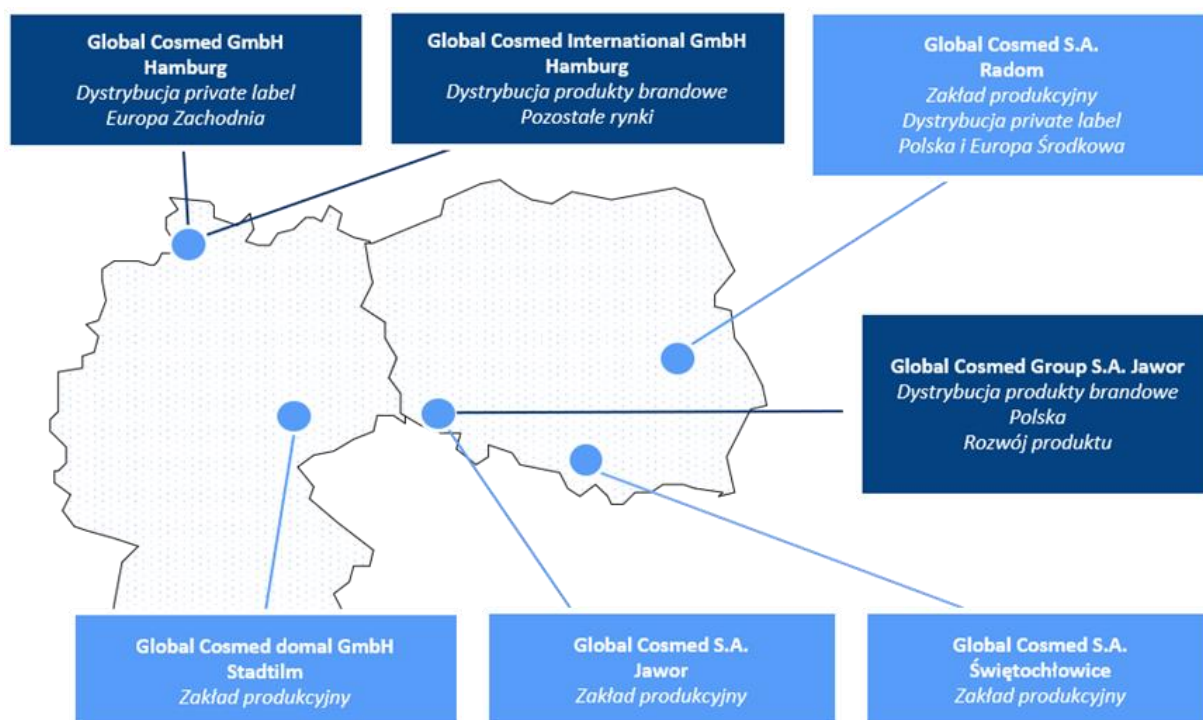 Global Cosmed GmbH
Hamburg
Dystrybucja private label
Europa Zachodnia
Global Cosmed International GmbH
Hamburg
Dystrybucja produkty brandowe
Pozostałe rynki
Global Cosmed S.A.
Radom
Zakład produkcyjny
Dystrybucja private label
Polska i Europa Środkowa
Global Cosmed Group S.A. Jawor
Dystrybucja produkty brandowe
Polska
Rozwój produktu
Global Cosmed domal GmbH
Stadtilm
Zakład produkcyjny
Global Cosmed S.A.
Jawor
Zakład produkcyjny
Global Cosmed S.A.
Świętochłowice
Zakład produkcyjny